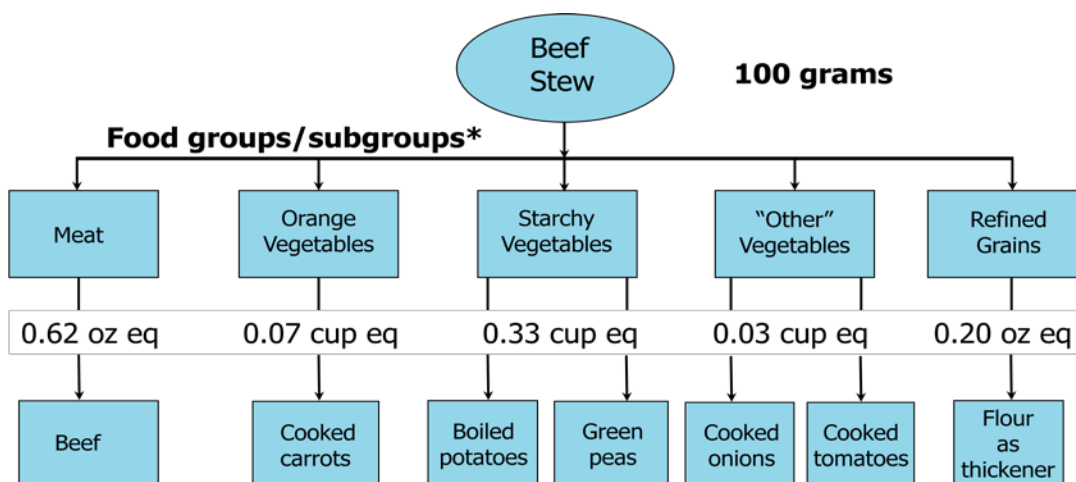 Beef
Stew
100 grams
Food groups/subgroups*
Meat
Orange
Vegetables
Starchy
Vegetables
“Other”
Vegetables
Refined
Grains
0.62 oz eq
0.07 cup eq
0.33 cup eq
0.03 cup eq
0.20 oz eq
Beef
Cooked
carrots
Boiled
potatoes
Green
peas
Cooked
onions
Cooked
tomatoes
Flour
as
thickener